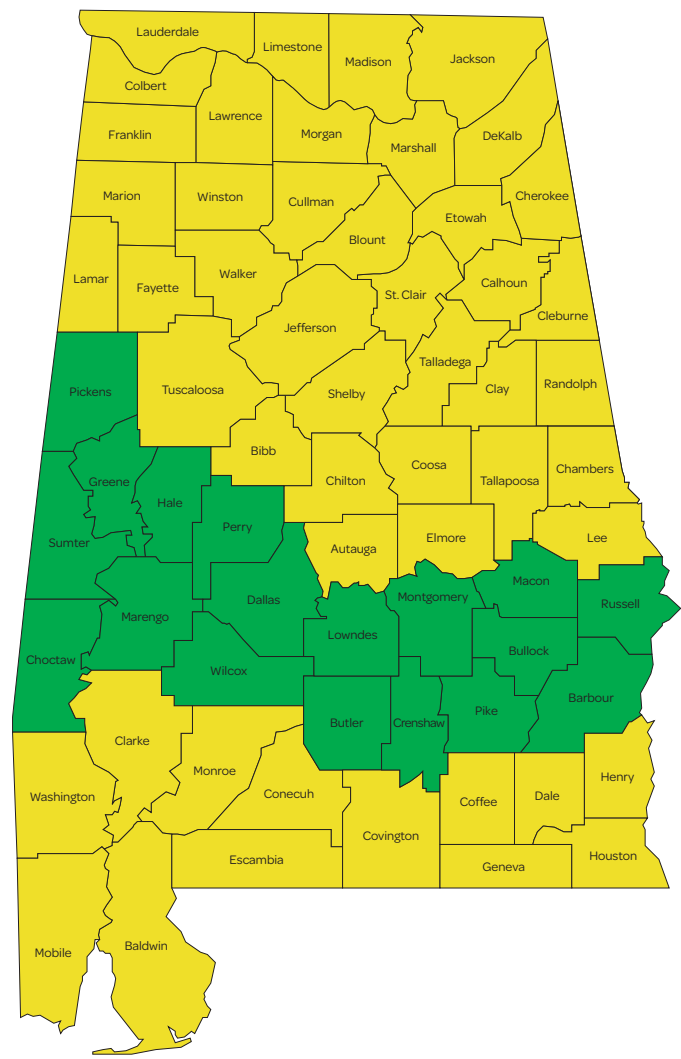 Lauderdale
Limestone
Madison
Jackson
Colbert
Lawrence
Franklin
Morgan
Marshall
DeKalb
Marion
Winston
Cullman
Cherokee
Etowah
Blount
Lamar
Fayette
Walker
St. Clair
Calhoun
Cleburne
Jefferson
Talladega
Pickens
Tuscaloosa
Shelby
Clay
Randolph
Bibb
Coosa
Chambers
Greene
Chilton
Tallapoosa
Hale
Perry
Sumter
Autauga
Elmore
Lee
Macon
Dallas
Montgomery
Russell
Marengo
Lowndes
Bullock
Choctaw
Wilcox
Barbour
Pike
Butler
Crenshaw
Clarke
Monroe
Henry
Washington
Conecuh
Coffee
Dale
Covington
Escambia
Houston
Geneva
Baldwin
Mobile